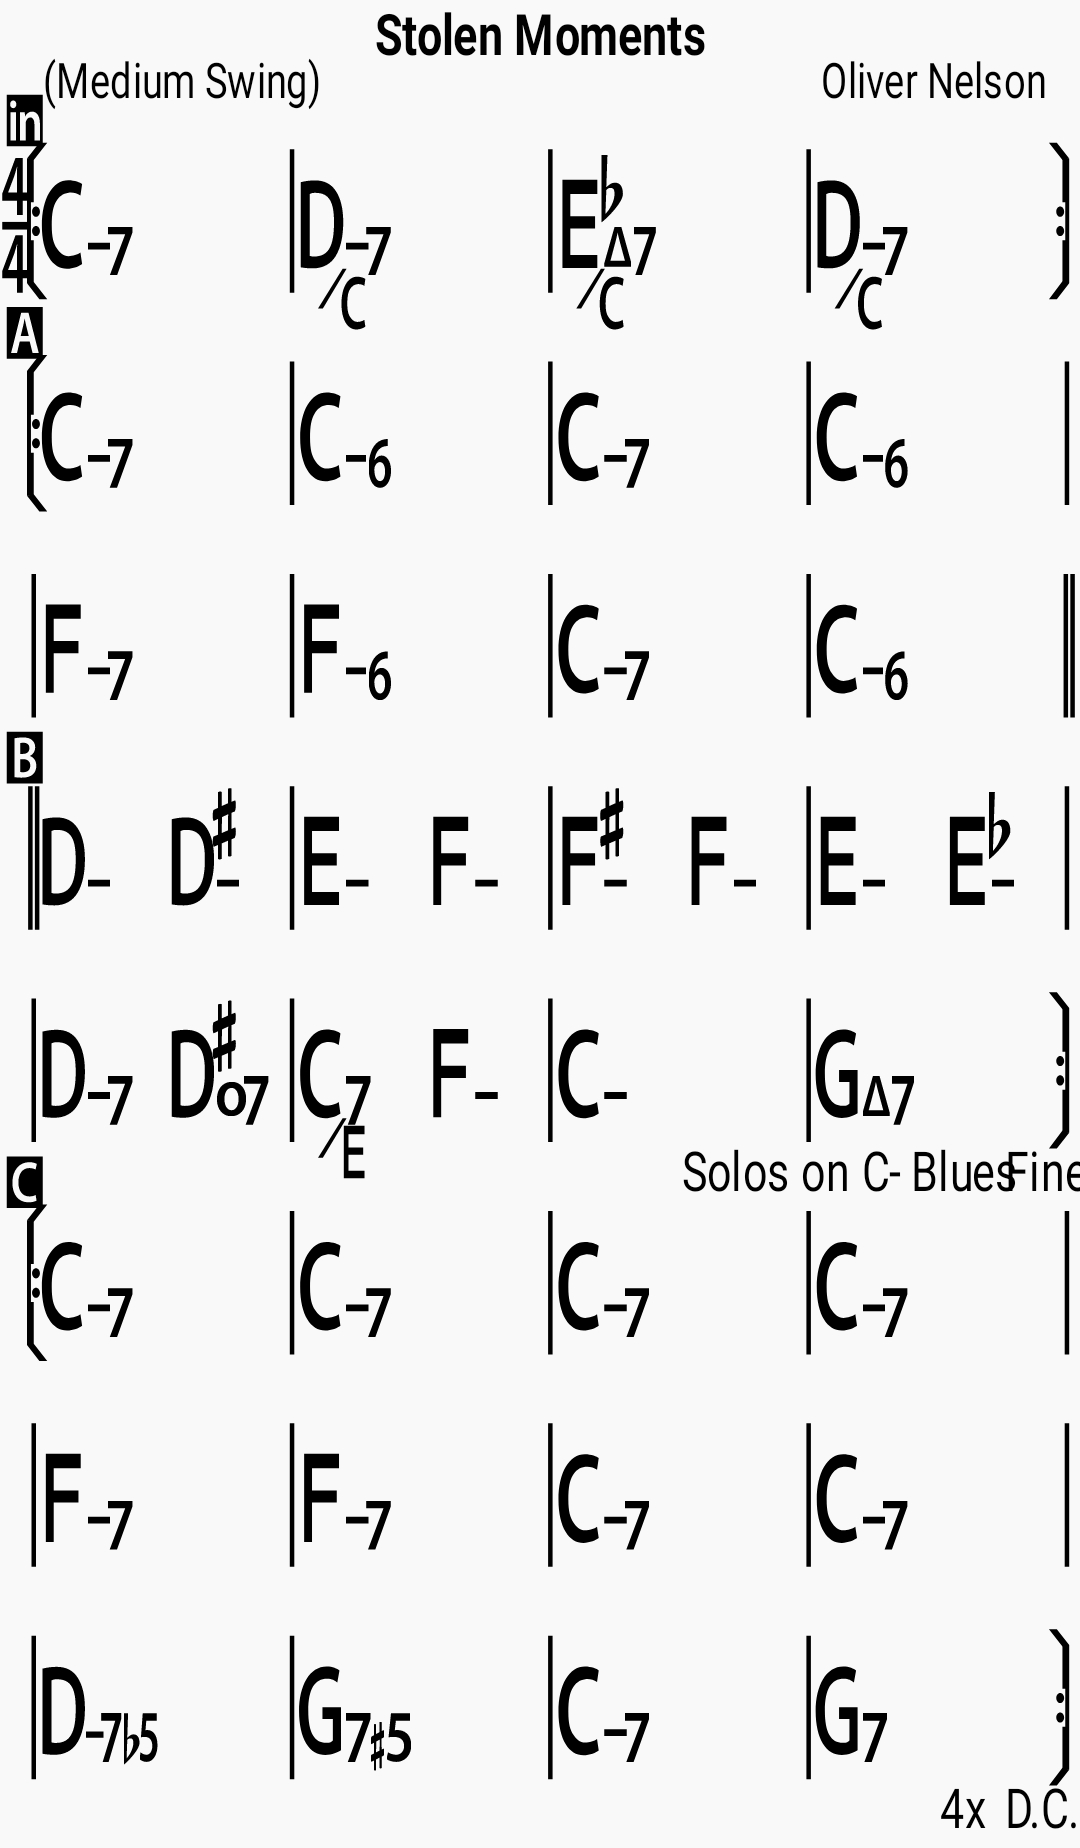 Stolen Moments
(Medium Swing) Oliver Nelson
in
4/4 C-7 D-7/C E♭Δ7/C D-7/C
A
C-7 C-6 C-7 C-6
F-7 F-6 C-7 C-6
B
D- D♯- E- F- F♯- F- E- E♭-
D-7 D♯o7 C7/E F- C- GΔ7
Solos on C- Blues Fine
C
C-7 C-7 C-7 C-7
F-7 F-7 C-7 C-7
D-7♭5 G7♯5 C-7 G7
4x D.C.